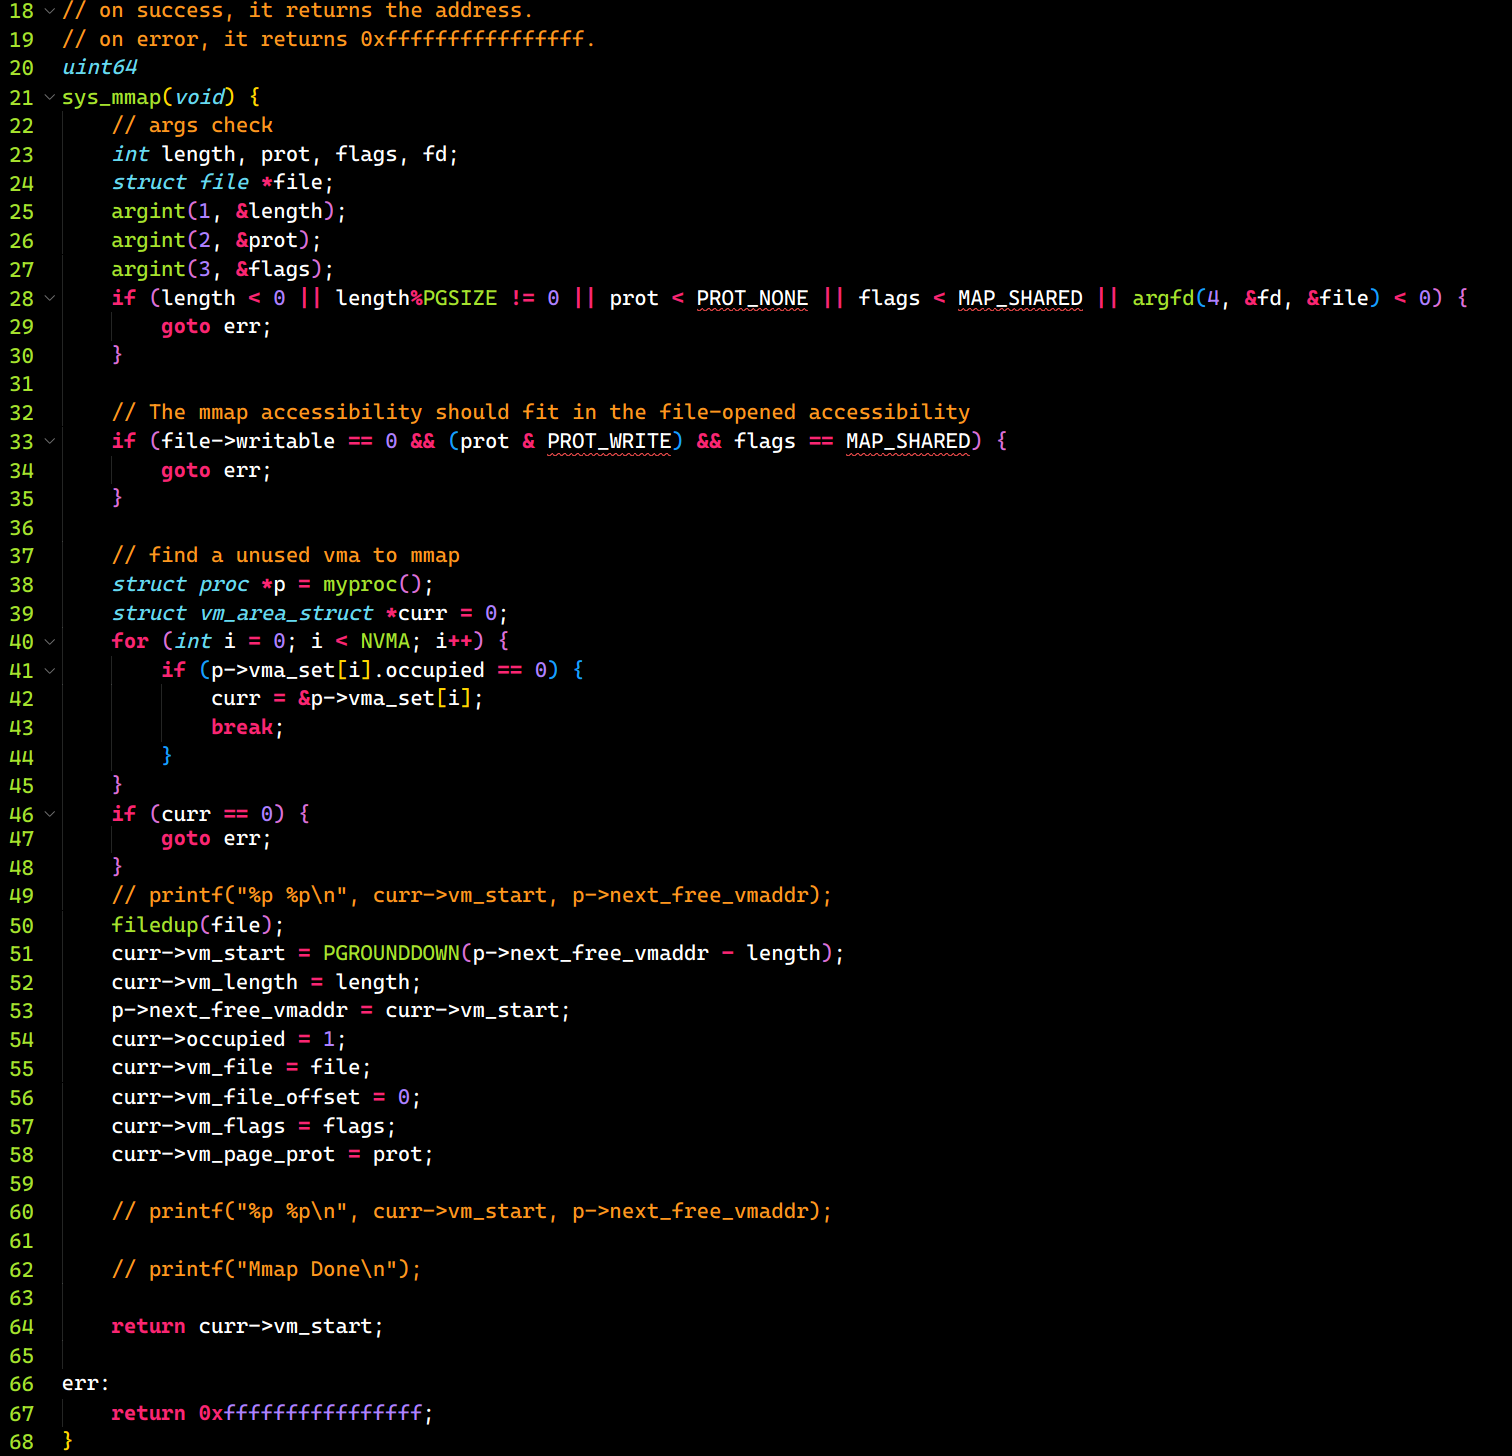 18 // on success, it returns the address.
19 // on error, it returns 0xffffffffffffffff.
20 uint64
21 sys_mmap(void) {
22     // args check
23     int length, prot, flags, fd;
24     struct file *file;
25     argint(1, &length);
26     argint(2, &prot);
27     argint(3, &flags);
28     if (length < 0 || length%PGSIZE != 0 || prot < PROT_NONE || flags < MAP_SHARED || argfd(4, &fd, &file) < 0) {
29         goto err;
30     }
31
32     // The mmap accessibility should fit in the file-opened accessibility
33     if (file->writable == 0 && (prot & PROT_WRITE) && flags == MAP_SHARED) {
34         goto err;
35     }
36
37     // find a unused vma to mmap
38     struct proc *p = myproc();
39     struct vm_area_struct *curr = 0;
40     for (int i = 0; i < NVMA; i++) {
41         if (p->vma_set[i].occupied == 0) {
42             curr = &p->vma_set[i];
43             break;
44         }
45     }
46     if (curr == 0) {
47         goto err;
48     }
49     // printf("%p %p\n", curr->vm_start, p->next_free_vmaddr);
50     filedup(file);
51     curr->vm_start = PGROUNDDOWN(p->next_free_vmaddr - length);
52     curr->vm_length = length;
53     p->next_free_vmaddr = curr->vm_start;
54     curr->occupied = 1;
55     curr->vm_file = file;
56     curr->vm_file_offset = 0;
57     curr->vm_flags = flags;
58     curr->vm_page_prot = prot;
59
60     // printf("%p %p\n", curr->vm_start, p->next_free_vmaddr);
61
62     // printf("Mmap Done\n");
63
64     return curr->vm_start;
65
66 err:
67     return 0xffffffffffffffff;
68 }